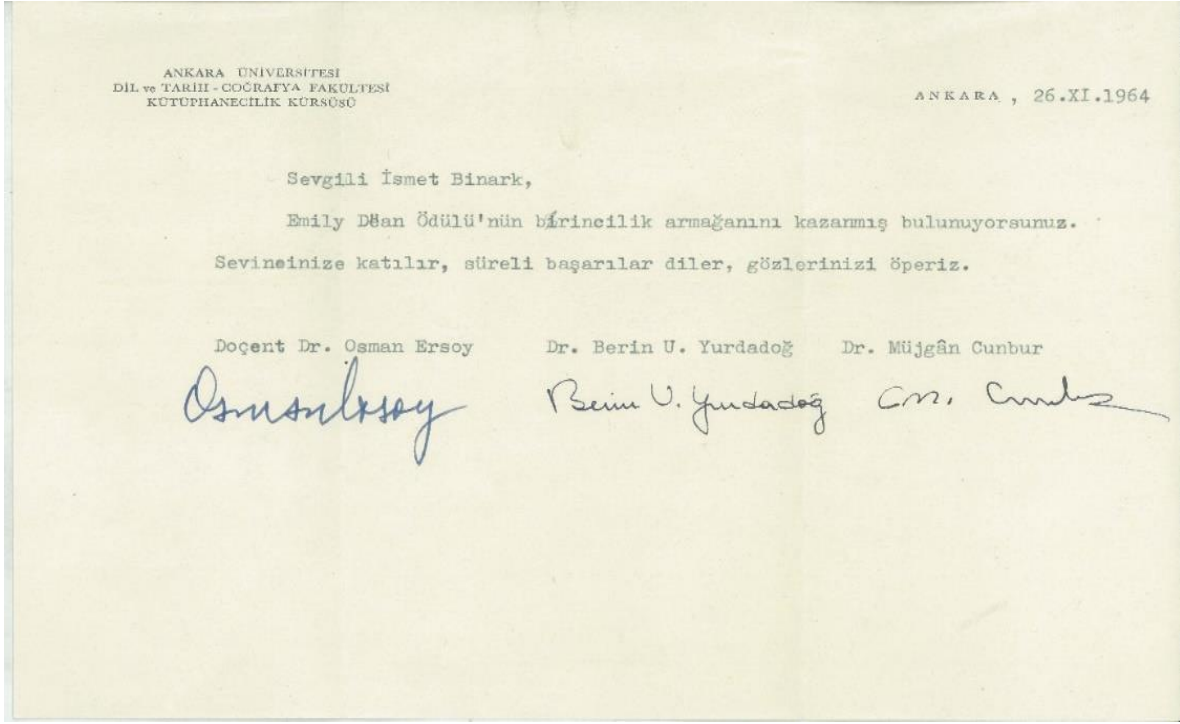 ANKARA ÜNİVERSİTESİ
DİL ve TARİH-COĞRAFYA FAKÜLTESİ
KÜTÜPHANECİLİK KÜRSÜSÜ
ANKARA , 26.XI.1964
Sevgili İsmet Binark,
Emily Dean Ödülü'nün birincilik armağanını kazanmış bulunuyorsunuz.
Sevincinize katılır, süreli başarılar diler, gözlerinizi öperiz.
Doçent Dr. Osman Ersoy Dr. Berin U. Yurdadoğ Dr. Müjgân Cunbur
Osman Ersoy Berin U. Yurdadoğ M. Cunbur